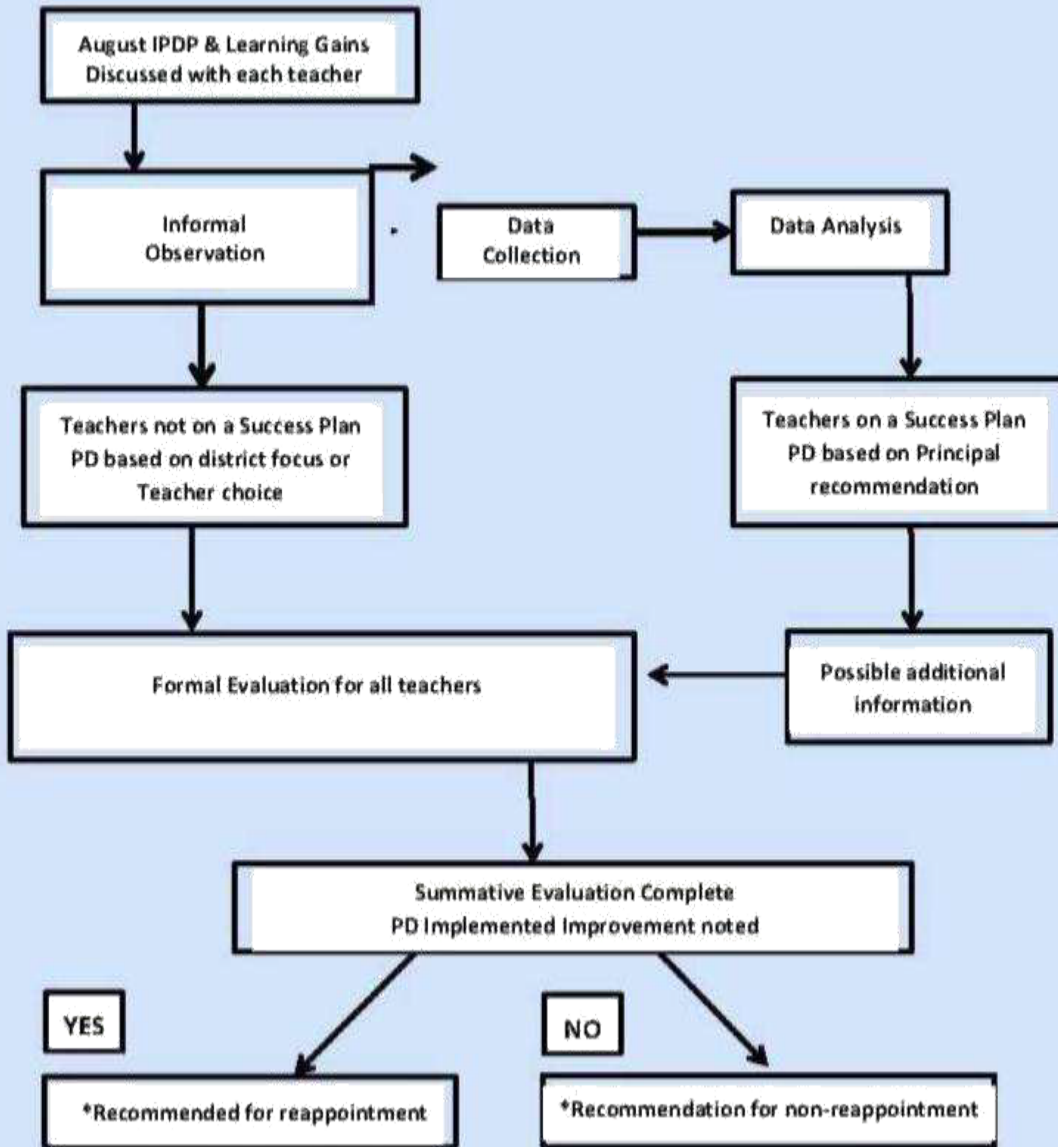 August IPDP & Learning Gains
Discussed with each teacher
Informal
Observation
Data
Collection
Data Analysis
Teachers not on a Success Plan
PD based on district focus or
Teacher choice
Teachers on a Success Plan
PD based on Principal
recommendation
Formal Evaluation for all teachers
Possible additional
information
Summative Evaluation Complete
PD Implemented Improvement noted
YES
NO
*Recommended for reappointment
*Recommendation for non-reappointment